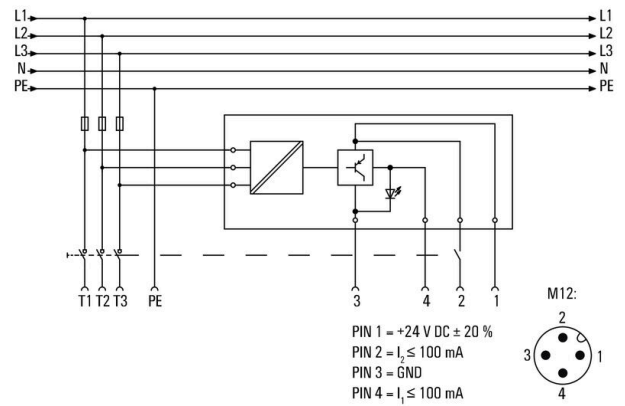 L1 L1
L2 L2
L3 L3
N N
PE PE
T1 T2 T3 PE 3 4 2 1
M12:
2
3 1
4
PIN 1 = +24 V DC ± 20 %
PIN 2 = I₂ ≤ 100 mA
PIN 3 = GND
PIN 4 = I₁ ≤ 100 mA